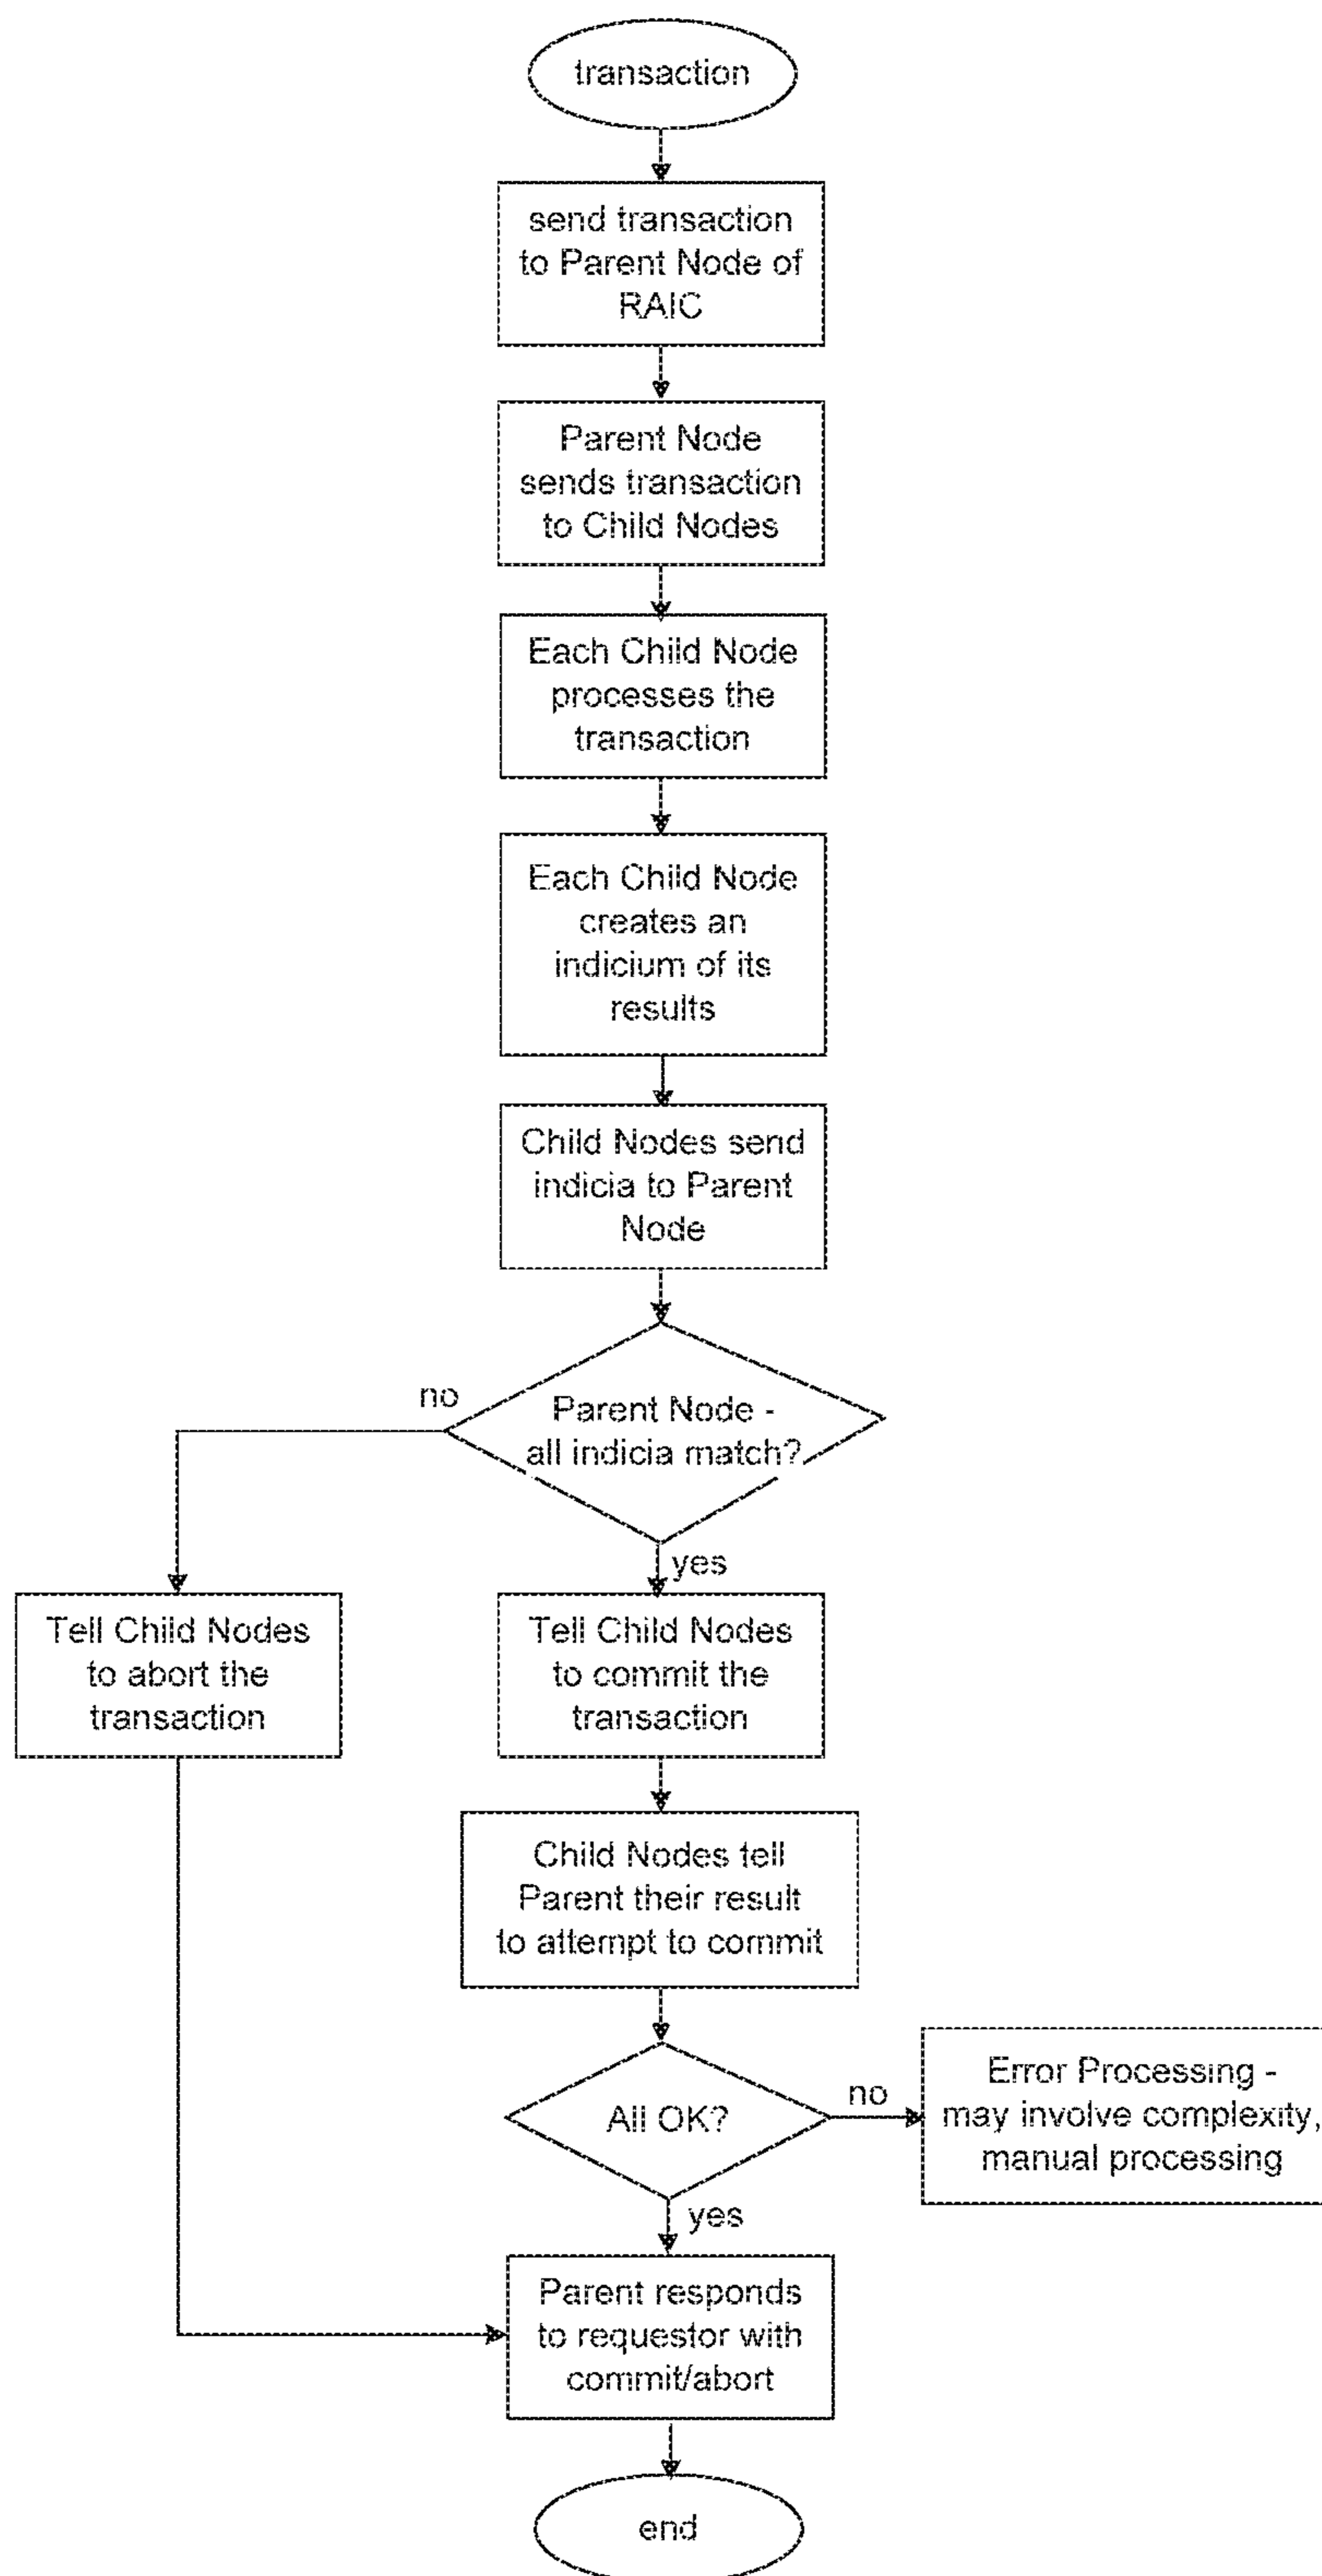 transaction
send transaction
to Parent Node of
RAIC
Parent Node
sends transaction
to Child Nodes
Each Child Node
processes the
transaction
Each Child Node
creates an
indicium of its
results
Child Nodes send
indicia to Parent
Node
no
Parent Node -
all indicia match?
yes
Tell Child Nodes
to abort the
transaction
Tell Child Nodes
to commit the
transaction
Child Nodes tell
Parent their result
to attempt to commit
All OK?
no
Error Processing -
may involve complexity,
manual processing
yes
Parent responds
to requestor with
commit/abort
end